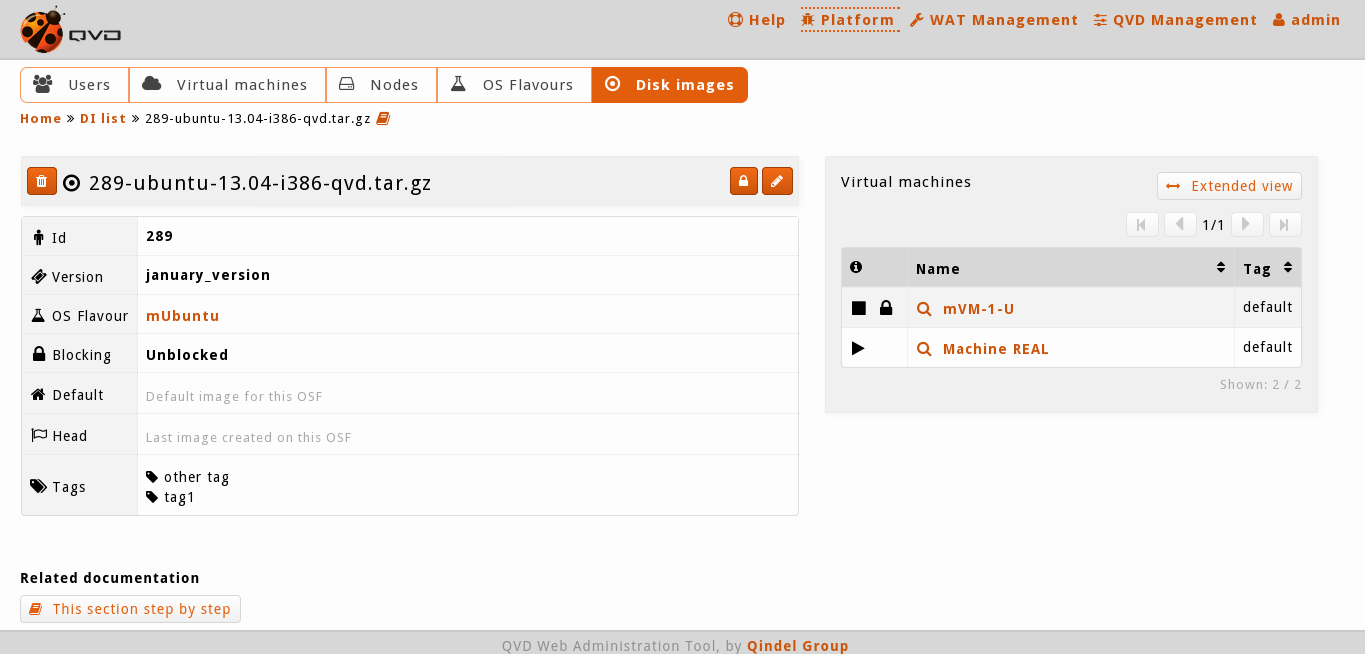 QVD
Help Platform WAT Management QVD Management admin
Users Virtual machines Nodes OS Flavours Disk images
Home » DI list » 289-ubuntu-13.04-i386-qvd.tar.gz
289-ubuntu-13.04-i386-qvd.tar.gz
Id 289
Version january_version
OS Flavour mUbuntu
Blocking Unblocked
Default Default image for this OSF
Head Last image created on this OSF
Tags other tag
tag1
Virtual machines
Extended view
1/1
Name Tag
mVM-1-U default
Machine REAL default
Shown: 2 / 2
Related documentation
This section step by step
QVD Web Administration Tool, by Qindel Group